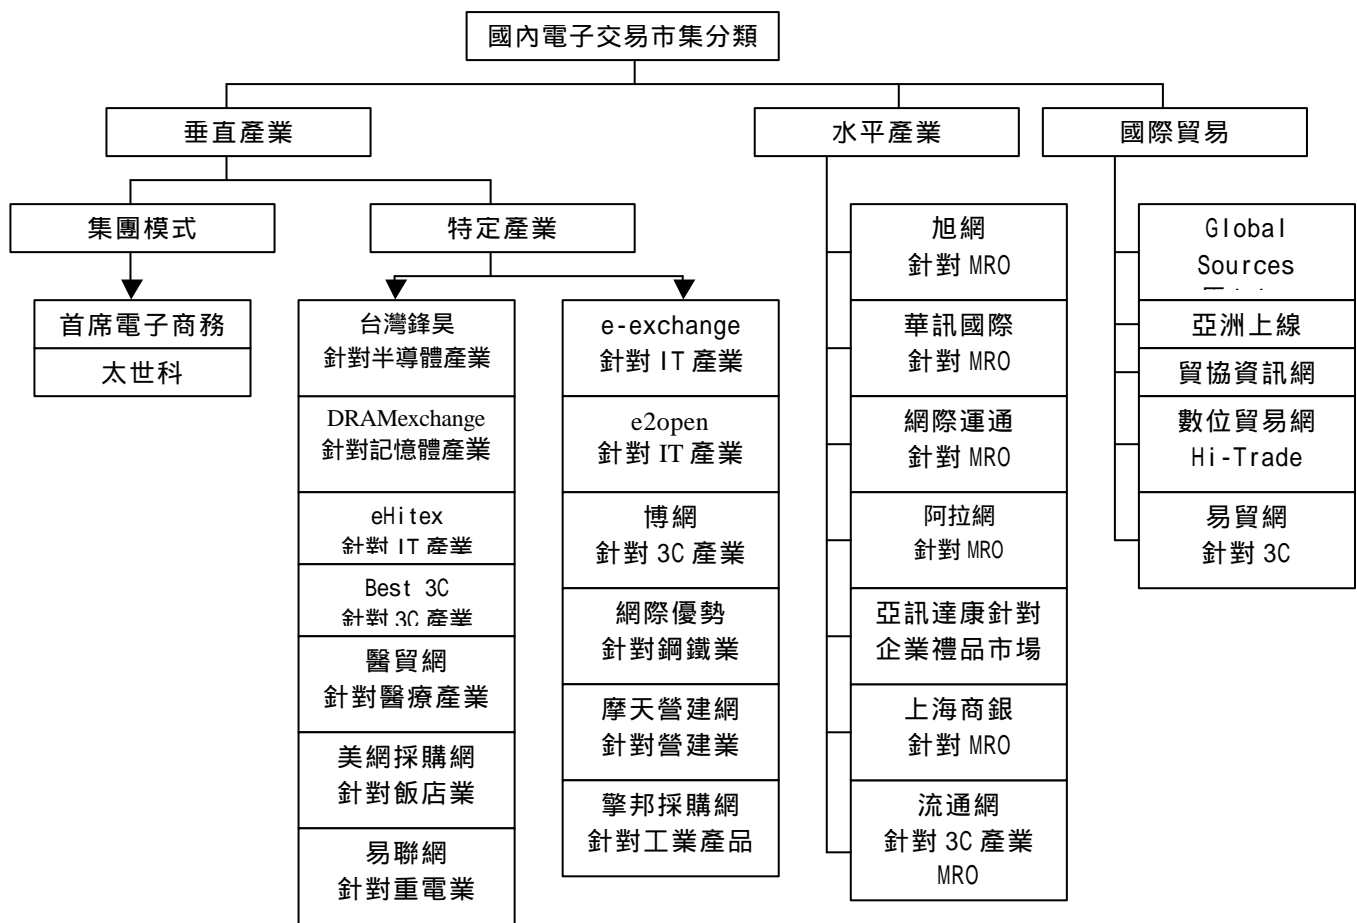 國內電子交易市集分類
垂直產業
水平產業
國際貿易
集團模式
特定產業
首席電子商務
太世科
台灣鋒昊
針對半導體產業
DRAMexchange
針對記憶體產業
eHitex
針對 IT 產業
Best 3C
針對 3C 產業
醫貿網
針對醫療產業
美網採購網
針對飯店業
易聯網
針對重電業
e-exchange
針對 IT 產業
e2open
針對 IT 產業
博網
針對 3C 產業
網際優勢
針對鋼鐵業
摩天營建網
針對營建業
擎邦採購網
針對工業產品
旭網
針對 MRO
華訊國際
針對 MRO
網際運通
針對 MRO
阿拉網
針對 MRO
亞訊達康針對
企業禮品市場
上海商銀
針對 MRO
流通網
針對 3C 產業
MRO
Global
Sources
亞洲上線
貿協資訊網
數位貿易網
Hi-Trade
易貿網
針對 3C